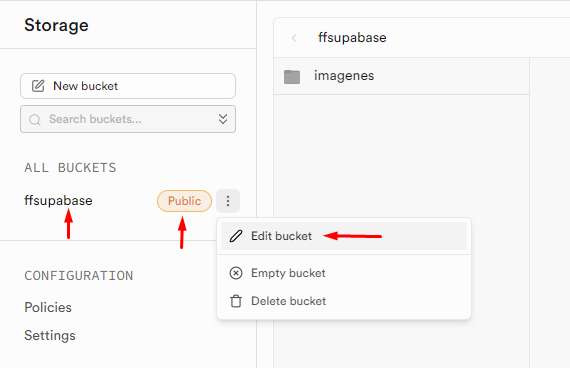 Storage
ffsupabase
New bucket
imagenes
Search buckets...
ALL BUCKETS
ffsupabase
Public
Edit bucket
Empty bucket
Delete bucket
CONFIGURATION
Policies
Settings